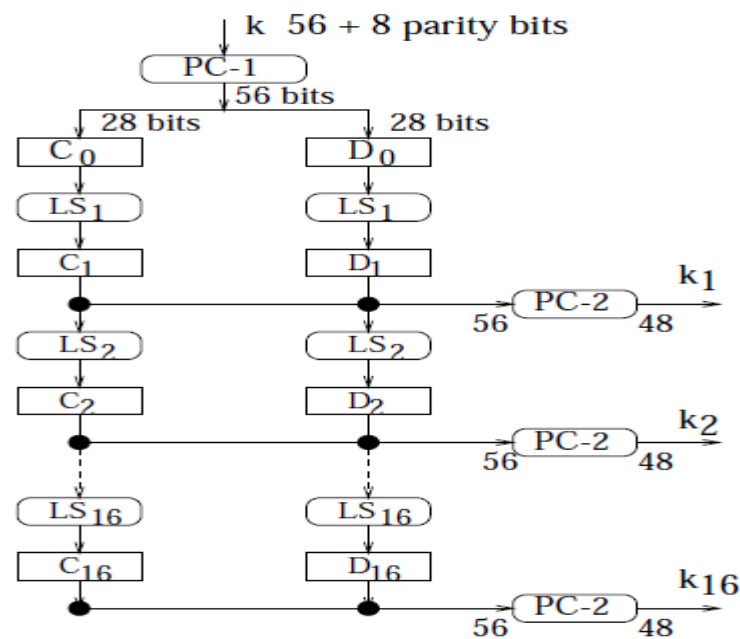 k 56 + 8 parity bits
PC-1
56 bits
28 bits 28 bits
C0 D0
LS1 LS1
C1 D1
k1
56 PC-2 48
LS2 LS2
C2 D2
k2
56 PC-2 48
LS16 LS16
C16 D16
k16
56 PC-2 48